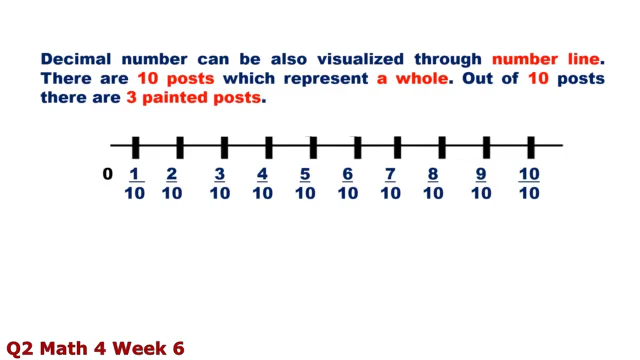 Decimal number can be also visualized through number line.
There are 10 posts which represent a whole. Out of 10 posts
there are 3 painted posts.
0 1/10 2/10 3/10 4/10 5/10 6/10 7/10 8/10 9/10 10/10
Q2 Math 4 Week 6